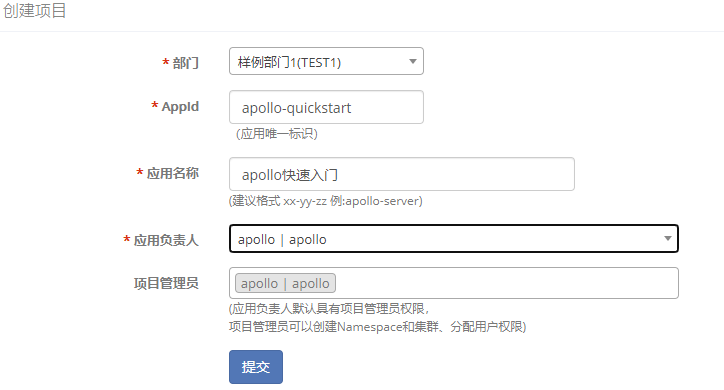 创建项目
* 部门 样例部门1(TEST1)
* AppId apollo-quickstart
(应用唯一标识)
* 应用名称 apollo快速入门
(建议格式 xx-yy-zz 例:apollo-server)
* 应用负责人 apollo | apollo
项目管理员 apollo | apollo
(应用负责人默认具有项目管理员权限,
项目管理员可以创建Namespace和集群、分配用户权限)
提交